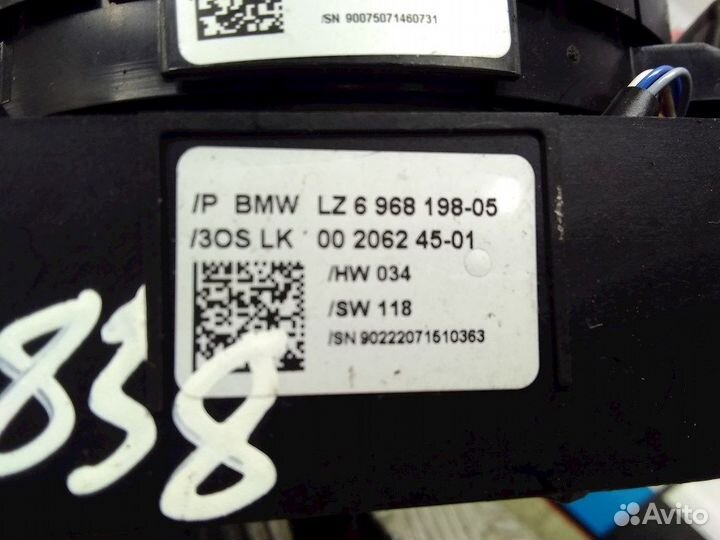 /SN 90075071460731
/P BMW LZ 6 968 198-05
/3OS LK 00 2062 45-01
/HW 034
/SW 118
/SN 90222071510363
838
Avito